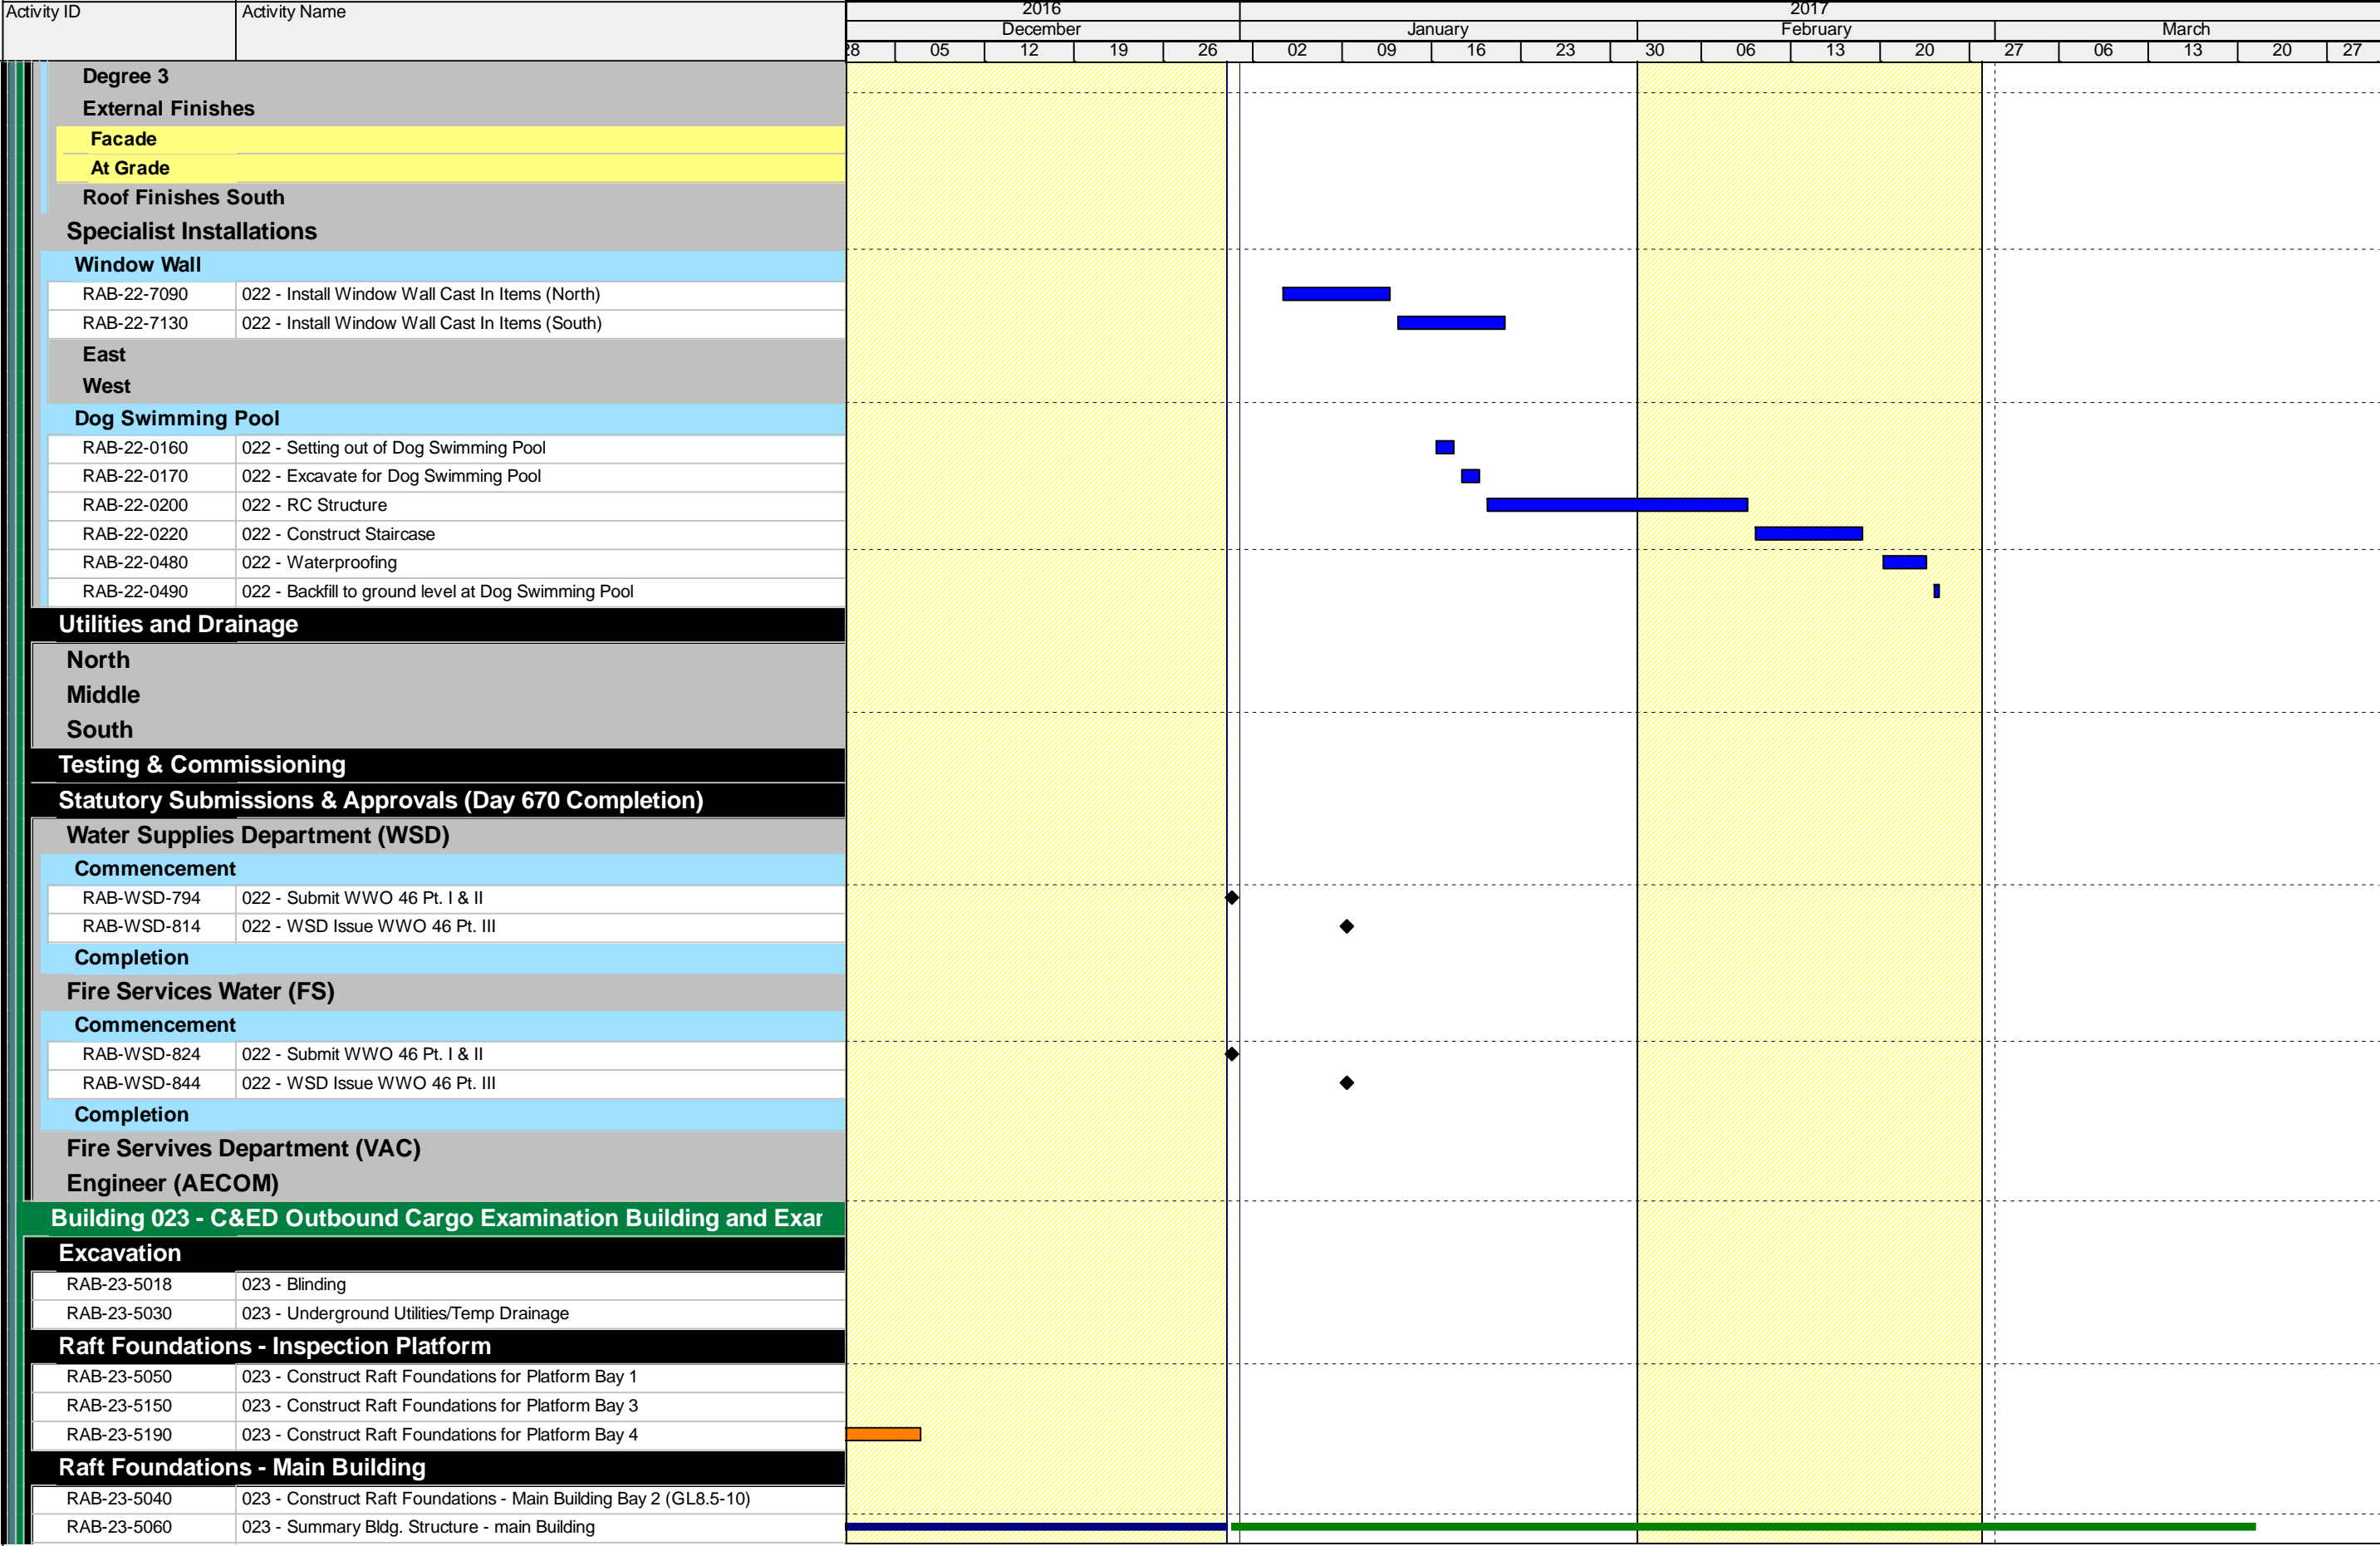 Activity ID Activity Name 2016 2017
December January February March
28 05 12 19 26 02 09 16 23 30 06 13 20 27 06 13 20 27
Degree 3
External Finishes
Facade
At Grade
Roof Finishes South
Specialist Installations
Window Wall
RAB-22-7090 022 - Install Window Wall Cast In Items (North)
RAB-22-7130 022 - Install Window Wall Cast In Items (South)
East
West
Dog Swimming Pool
RAB-22-0160 022 - Setting out of Dog Swimming Pool
RAB-22-0170 022 - Excavate for Dog Swimming Pool
RAB-22-0200 022 - RC Structure
RAB-22-0220 022 - Construct Staircase
RAB-22-0480 022 - Waterproofing
RAB-22-0490 022 - Backfill to ground level at Dog Swimming Pool
Utilities and Drainage
North
Middle
South
Testing & Commissioning
Statutory Submissions & Approvals (Day 670 Completion)
Water Supplies Department (WSD)
Commencement
RAB-WSD-794 022 - Submit WWO 46 Pt. I & II
RAB-WSD-814 022 - WSD Issue WWO 46 Pt. III
Completion
Fire Services Water (FS)
Commencement
RAB-WSD-824 022 - Submit WWO 46 Pt. I & II
RAB-WSD-844 022 - WSD Issue WWO 46 Pt. III
Completion
Fire Servives Department (VAC)
Engineer (AECOM)
Building 023 - C&ED Outbound Cargo Examination Building and Exar
Excavation
RAB-23-5018 023 - Blinding
RAB-23-5030 023 - Underground Utilities/Temp Drainage
Raft Foundations - Inspection Platform
RAB-23-5050 023 - Construct Raft Foundations for Platform Bay 1
RAB-23-5150 023 - Construct Raft Foundations for Platform Bay 3
RAB-23-5190 023 - Construct Raft Foundations for Platform Bay 4
Raft Foundations - Main Building
RAB-23-5040 023 - Construct Raft Foundations - Main Building Bay 2 (GL8.5-10)
RAB-23-5060 023 - Summary Bldg. Structure - main Building